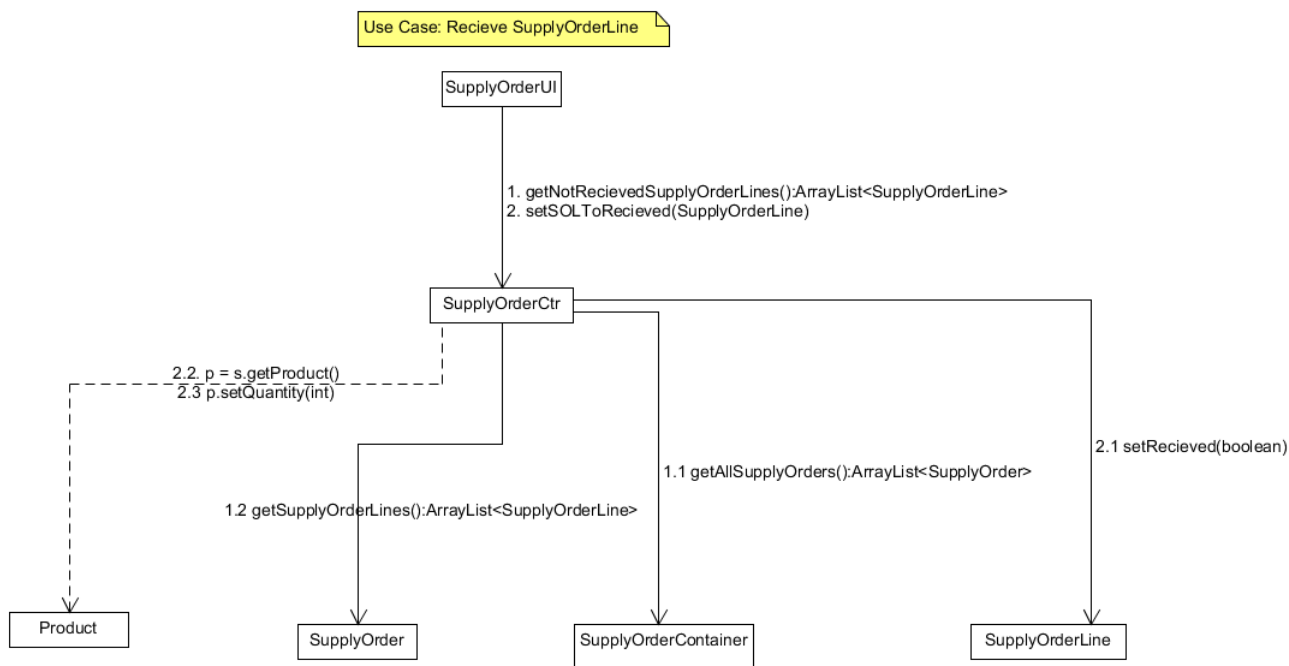 Use Case: Recieve SupplyOrderLine
SupplyOrderUI
1. getNotRecievedSupplyOrderLines():ArrayList<SupplyOrderLine>
2. setSOLToRecieved(SupplyOrderLine)
SupplyOrderCtr
2.2. p = s.getProduct()
2.3 p.setQuantity(int)
2.1 setRecieved(boolean)
1.1 getAllSupplyOrders():ArrayList<SupplyOrder>
1.2 getSupplyOrderLines():ArrayList<SupplyOrderLine>
Product
SupplyOrder
SupplyOrderContainer
SupplyOrderLine